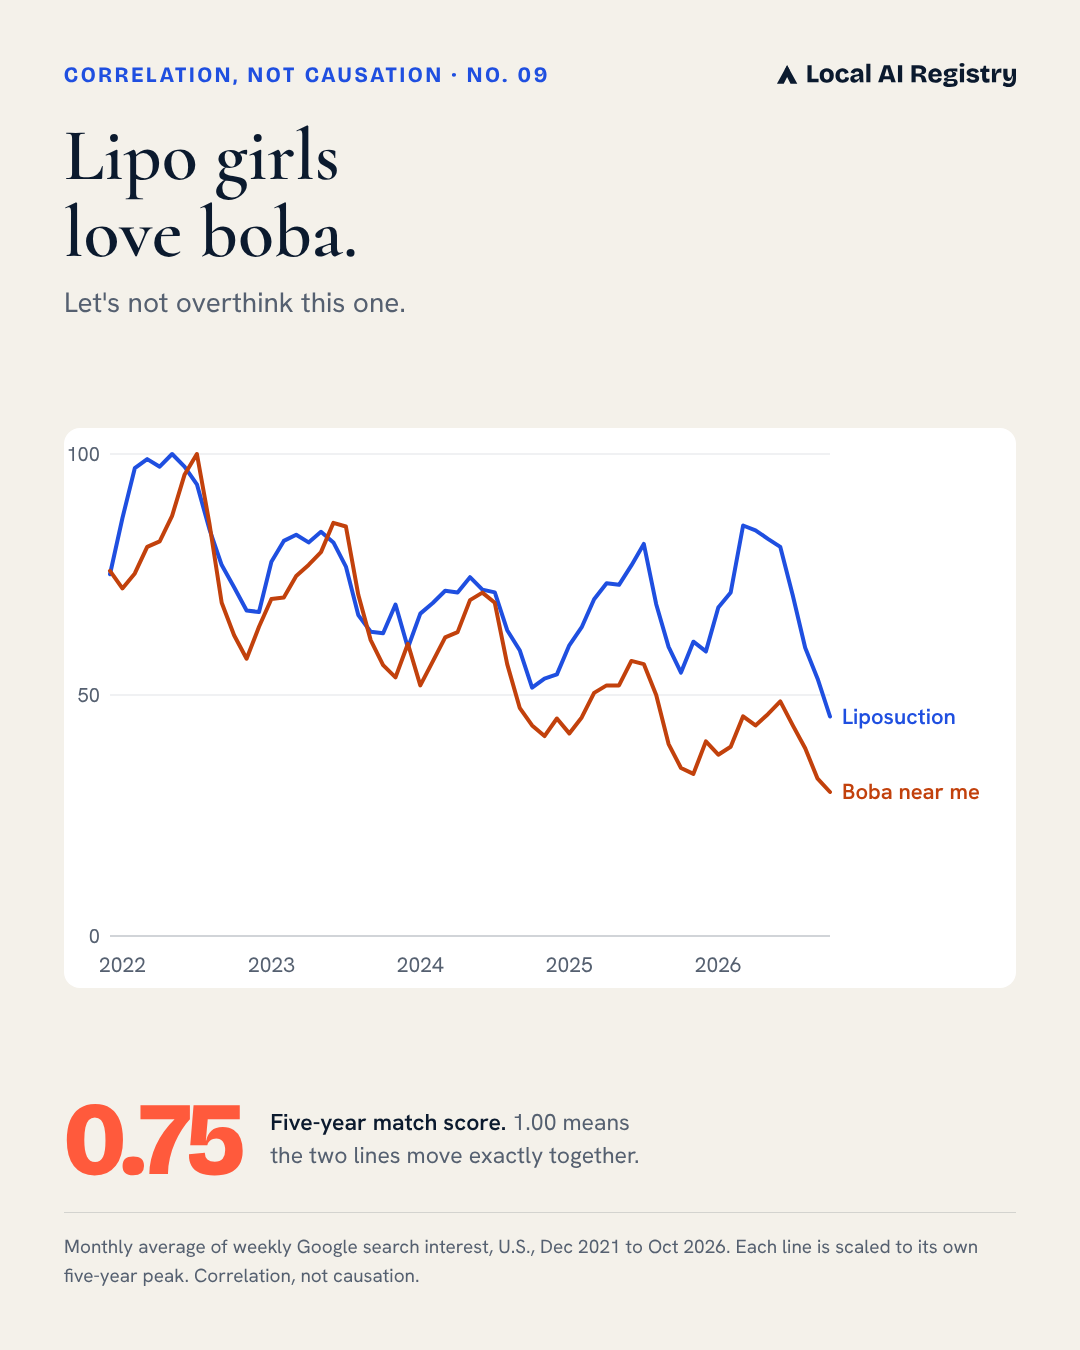 CORRELATION, NOT CAUSATION · NO. 09
Local AI Registry
Lipo girls
love boba.
Let's not overthink this one.
100
50
0
Liposuction
Boba near me
2022
2023
2024
2025
2026
0.75
Five-year match score. 1.00 means
the two lines move exactly together.
Monthly average of weekly Google search interest, U.S., Dec 2021 to Oct 2026. Each line is scaled to its own
five-year peak. Correlation, not causation.